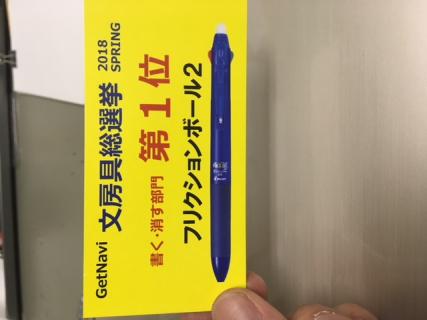 GetNavi
文房具総選挙 2018 SPRING
書く・消す部門
第1位
フリクションボール2